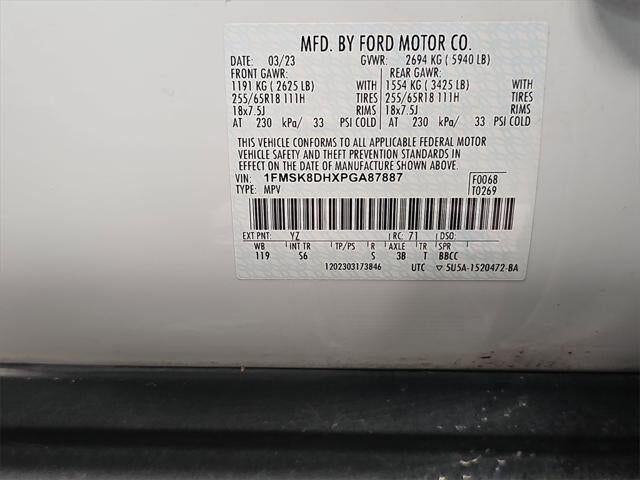 MFD. BY FORD MOTOR CO.
DATE: 03/23 GVWR: 2694 KG ( 5940 LB)
FRONT GAWR: REAR GAWR:
1191 KG ( 2625 LB) WITH 1554 KG ( 3425 LB) WITH
255/65R18 111H TIRES 255/65R18 111H TIRES
18x7.5J RIMS 18x7.5J RIMS
AT 230 kPa/ 33 PSI COLD AT 230 kPa/ 33 PSI COLD
THIS VEHICLE CONFORMS TO ALL APPLICABLE FEDERAL MOTOR
VEHICLE SAFETY AND THEFT PREVENTION STANDARDS IN
EFFECT ON THE DATE OF MANUFACTURE SHOWN ABOVE.
VIN: 1FMSK8DHXPGA87887 F0068
TYPE: MPV T0269
EXT PNT: YZ RC: 71 DSO:
WB INT TR TP/PS R AXLE TR SPR
119 S6 S 3B T BBCC
1202303173846 UTC ▽ 5U5A-1520472-BA